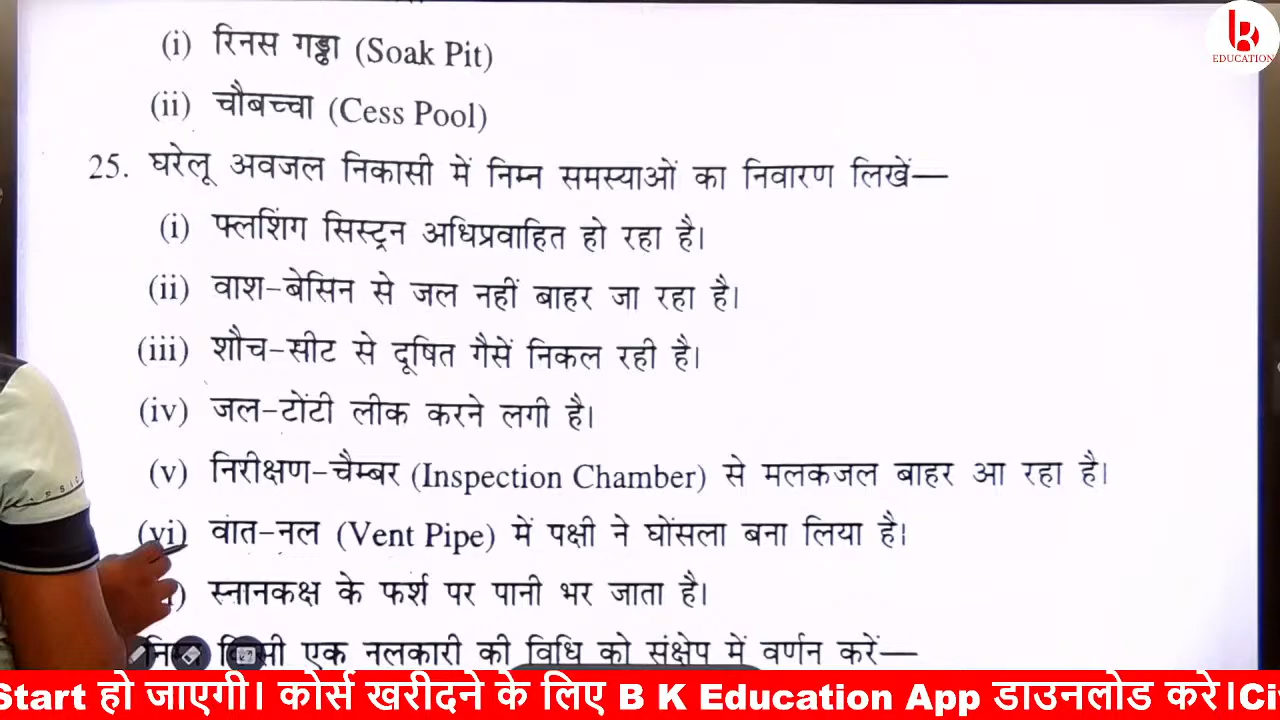 (i) रिनस गड्ढा (Soak Pit)
B
EDUCATION
(ii) चौबच्चा (Cess Pool)
25. घरेलू अवजल निकासी में निम्न समस्याओं का निवारण लिखें—
(i) फ्लशिंग सिस्ट्रन अधिप्रवाहित हो रहा है।
(ii) वाश-बेसिन से जल नहीं बाहर जा रहा है।
(iii) शौच-सीट से दूषित गैसें निकल रही है।
(iv) जल-टोंटी लीक करने लगी है।
(v) निरीक्षण-चैम्बर (Inspection Chamber) से मलकजल बाहर आ रहा है।
(vi) वात-नल (Vent Pipe) में पक्षी ने घोंसला बना लिया है।
स्नानकक्ष के फर्श पर पानी भर जाता है।
एक नलकारी की विधि को संक्षेप में वर्णन करें—
Start हो जाएगी। कोर्स खरीदने के लिए B K Education App डाउनलोड करे।Ci